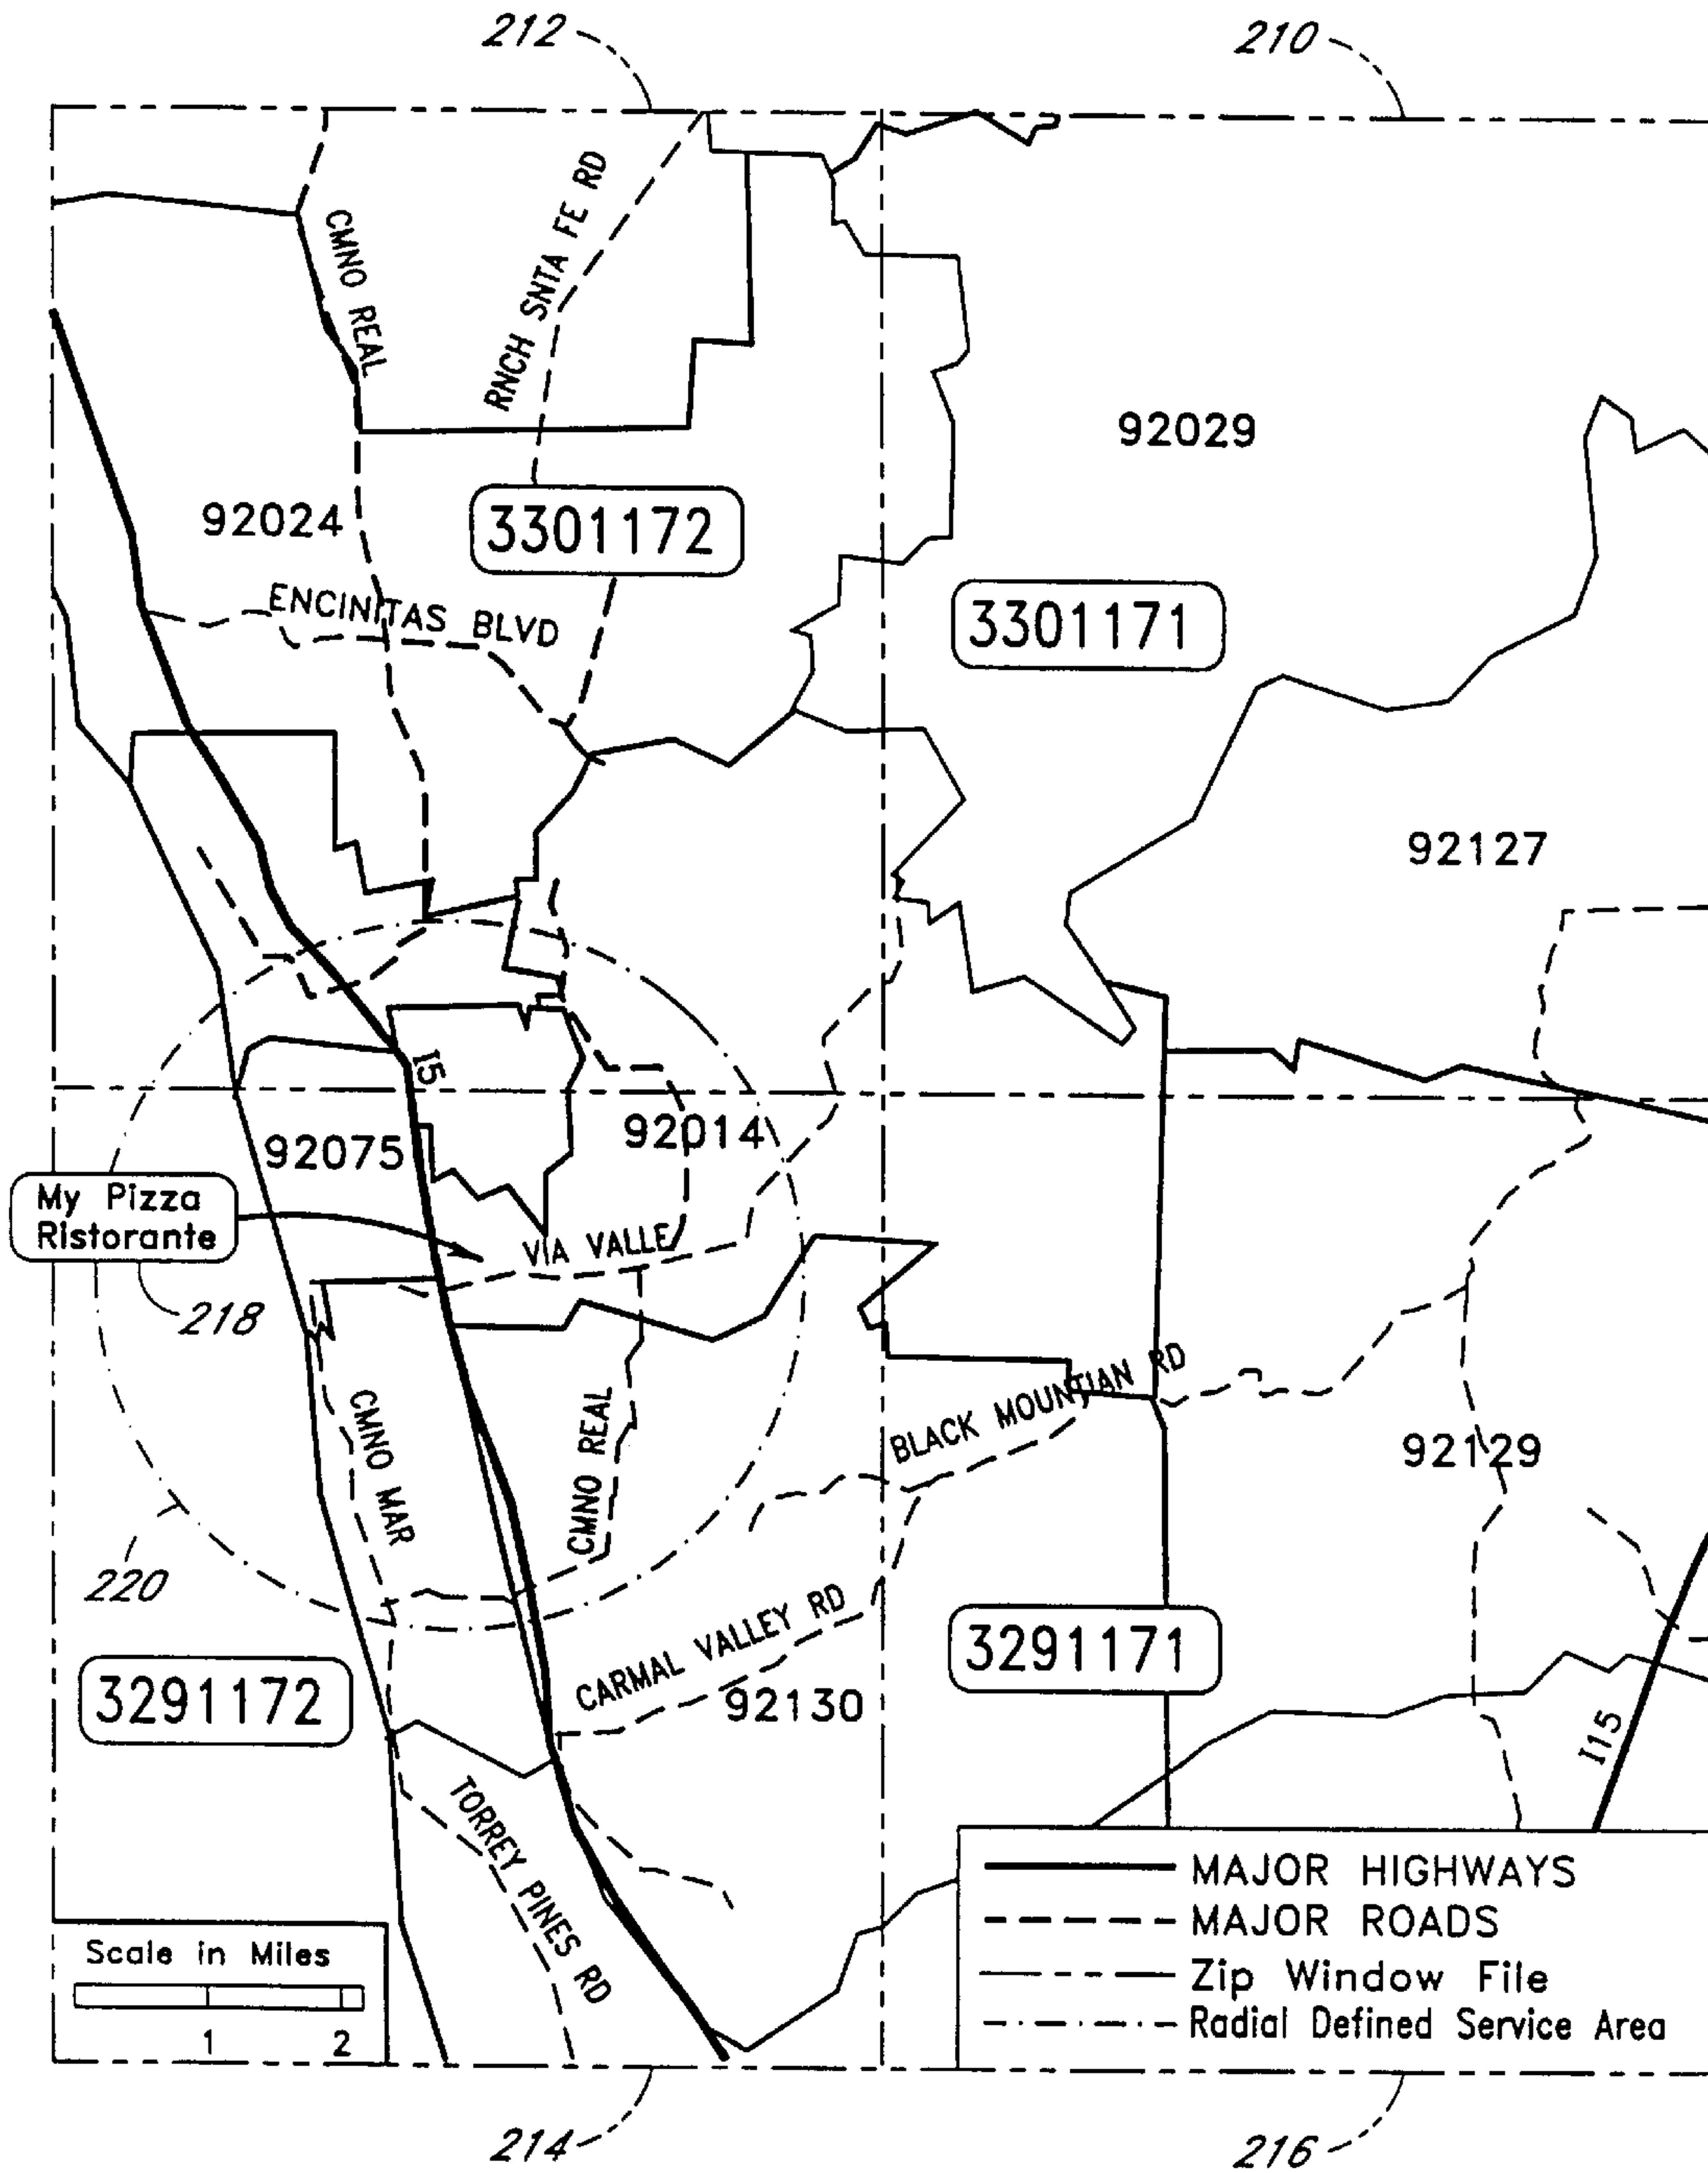 212
210
CMNO REAL
RNCH SNTA FE RD
92029
92024
3301172
ENCINITAS BLVD
3301171
92127
I5
92075
92014
My Pizza
Ristorante
VIA VALLE
218
BLACK MOUNTIAN RD
CMNO MAR
CMNO REAL
92129
220
CARMAL VALLEY RD
3291171
3291172
92130
I15
TORREY PINES RD
MAJOR HIGHWAYS
MAJOR ROADS
Zip Window File
Radial Defined Service Area
Scale in Miles
1 2
214
216